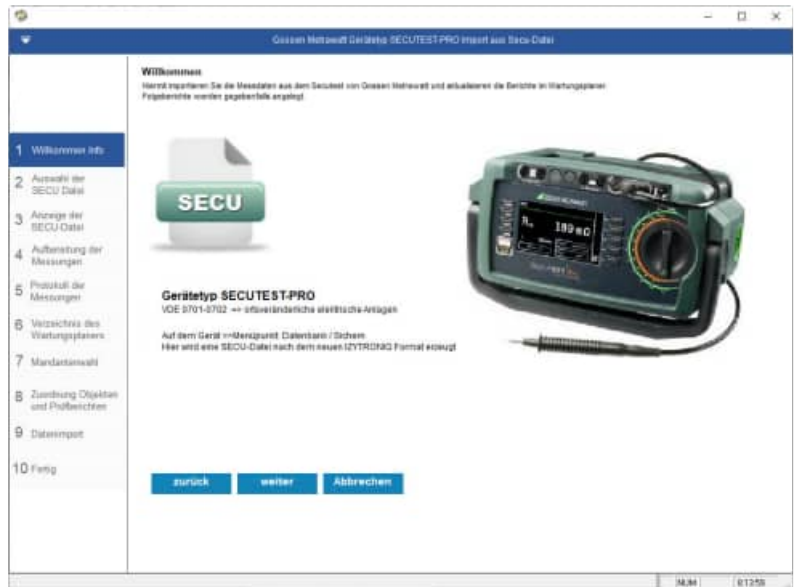 Gossen Metrawatt Gerätetyp SECUTEST-PRO Import aus Secu-Datei
Willkommen
Hiermit importieren Sie die Messdaten aus dem Secutest von Gossen Metrawatt und aktualisieren die Berichte im Wartungsplaner.
Folgeberichte werden gegebenfalls angelegt.
1 Willkommen Info
2 Auswahl der
SECU Datei
3 Anzeige der
SECU-Datei
4 Aufbereitung der
Messungen
5 Protokoll der
Messungen
6 Verzeichnis des
Wartungsplaners
7 Mandantenwahl
8 Zuordnung Objekten
und Prüfberichten
9 Datenimport
10 Fertig
SECU
189 mΩ
Gerätetyp SECUTEST-PRO
VDE 0701-0702 => ortsveränderliche elektrische Anlagen
Auf dem Gerät =>Menüpunkt: Datenbank / Sichern
Hier wird eine SECU-Datei nach dem neuen IZYTRONIQ Format erzeugt
zurück weiter Abbrechen
NUM